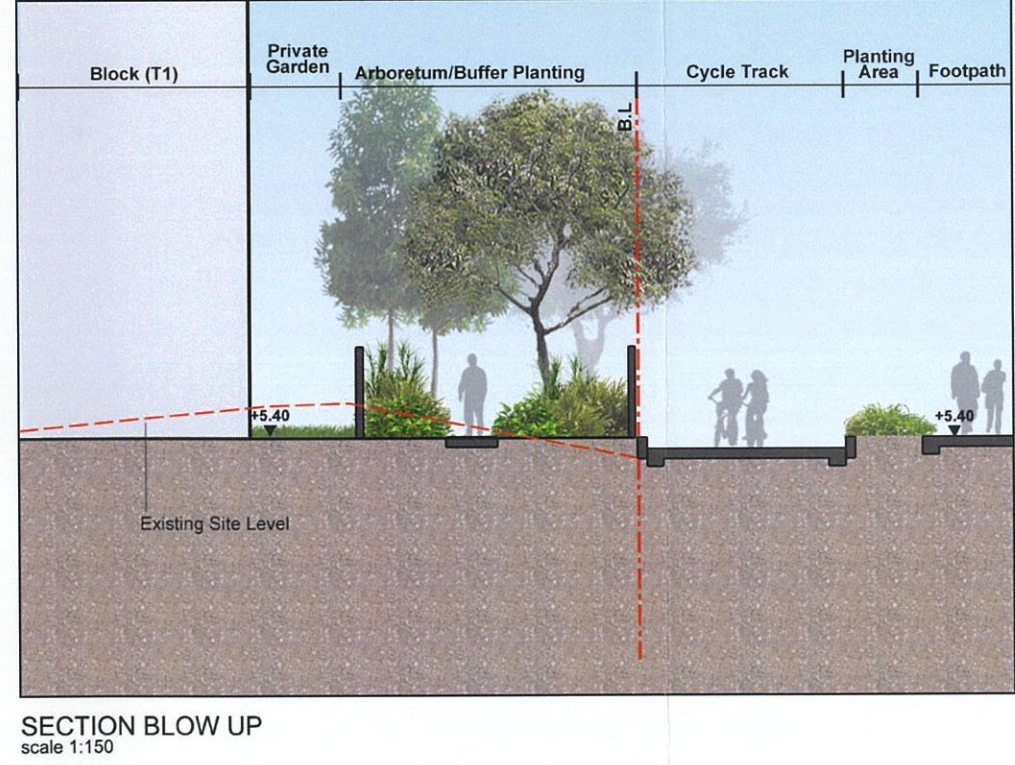 Block (T1)
Private
Garden
Arboretum/Buffer Planting
Cycle Track
Planting
Area
Footpath
B.L
+5.40
+5.40
Existing Site Level
SECTION BLOW UP
scale 1:150